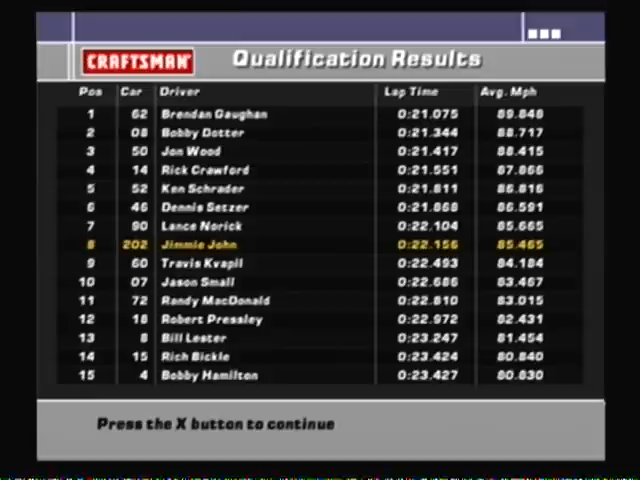 CRAFTSMAN Qualification Results
Pos Car Driver Lap Time Avg. Mph
1 62 Brendan Gaughan 0:21.075 89.848
2 08 Bobby Dotter 0:21.344 88.717
3 50 Jon Wood 0:21.417 88.415
4 14 Rick Crawford 0:21.551 87.866
5 52 Ken Schrader 0:21.811 86.816
6 46 Dennis Setzer 0:21.868 86.591
7 90 Lance Norick 0:22.104 85.665
8 202 Jimmie John 0:22.156 85.465
9 60 Travis Kvapil 0:22.493 84.184
10 07 Jason Small 0:22.686 83.467
11 72 Randy MacDonald 0:22.810 83.015
12 18 Robert Pressley 0:22.972 82.431
13 8 Bill Lester 0:23.247 81.454
14 15 Rich Bickle 0:23.424 80.840
15 4 Bobby Hamilton 0:23.427 80.830
Press the X button to continue